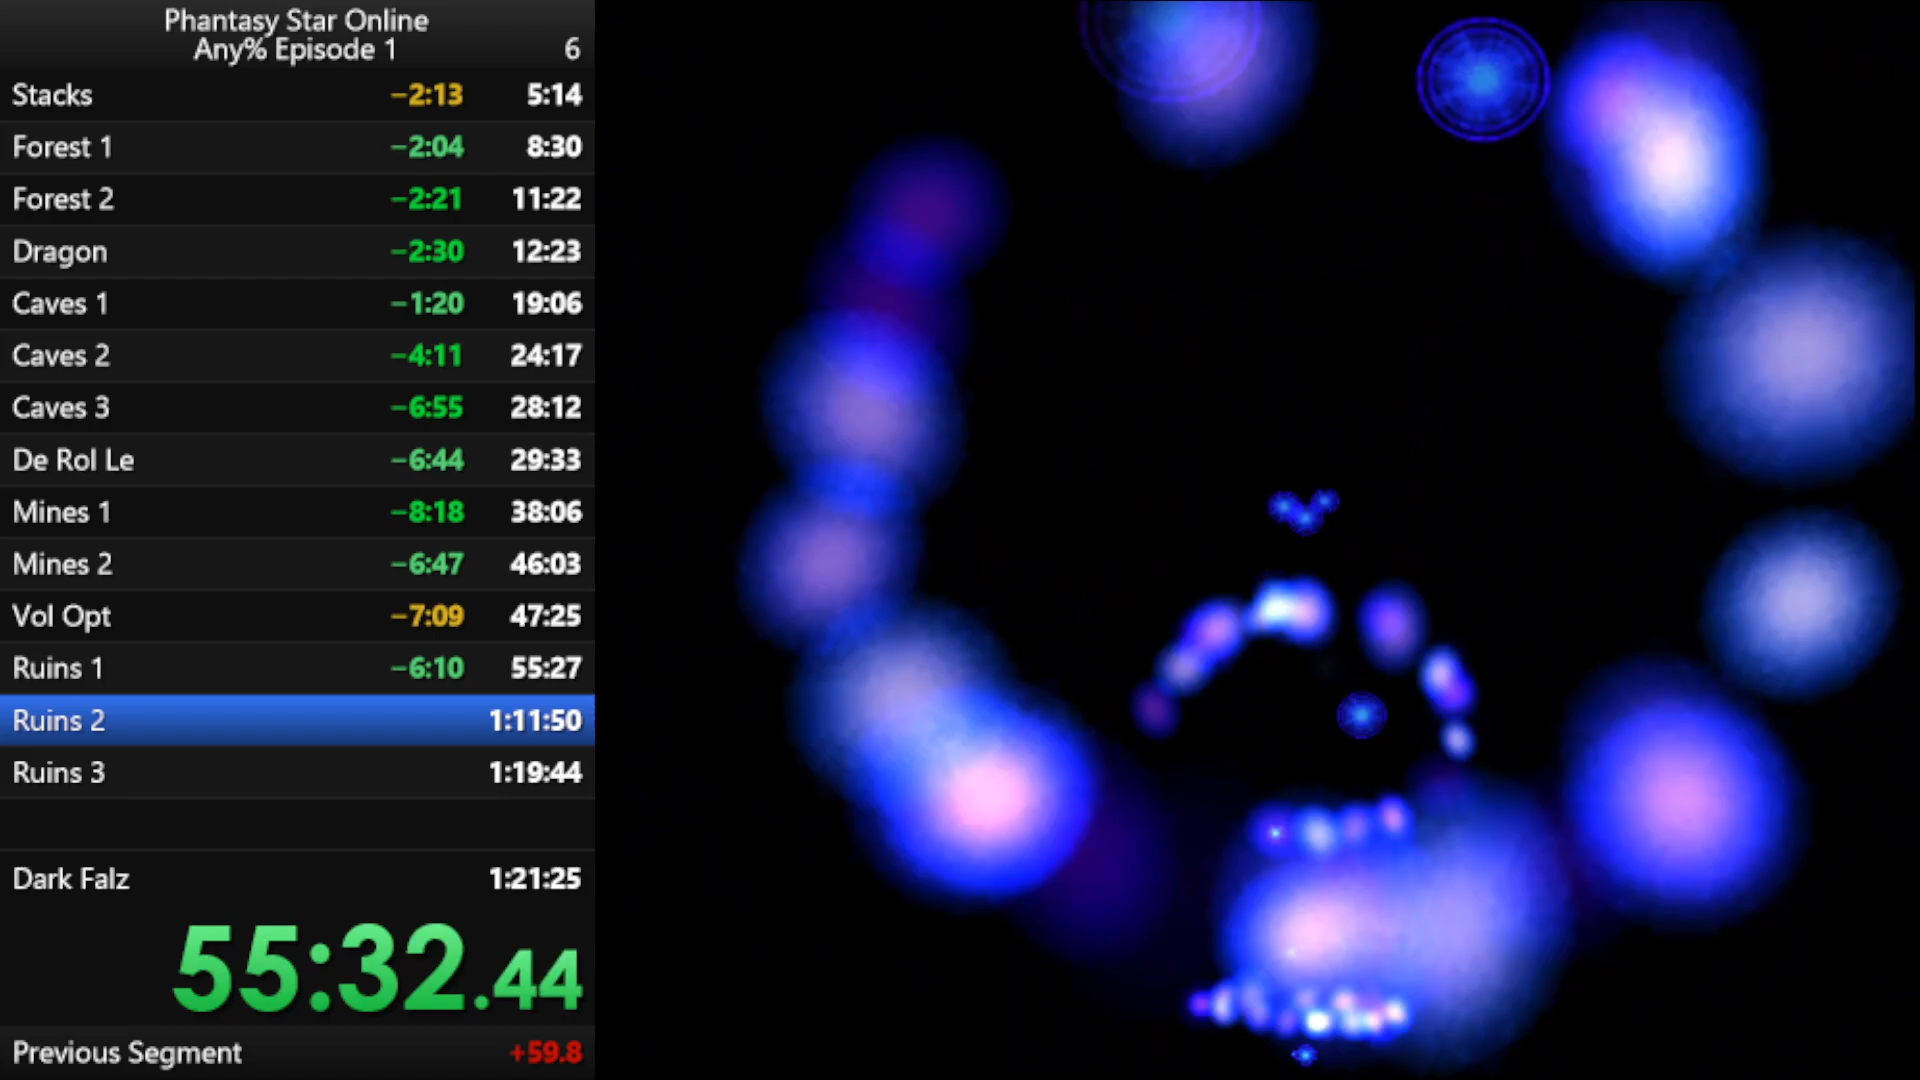 Phantasy Star Online
Any% Episode 1 6
Stacks −2:13 5:14
Forest 1 −2:04 8:30
Forest 2 −2:21 11:22
Dragon −2:30 12:23
Caves 1 −1:20 19:06
Caves 2 −4:11 24:17
Caves 3 −6:55 28:12
De Rol Le −6:44 29:33
Mines 1 −8:18 38:06
Mines 2 −6:47 46:03
Vol Opt −7:09 47:25
Ruins 1 −6:10 55:27
Ruins 2 1:11:50
Ruins 3 1:19:44
Dark Falz 1:21:25
55:32.44
Previous Segment +59.8